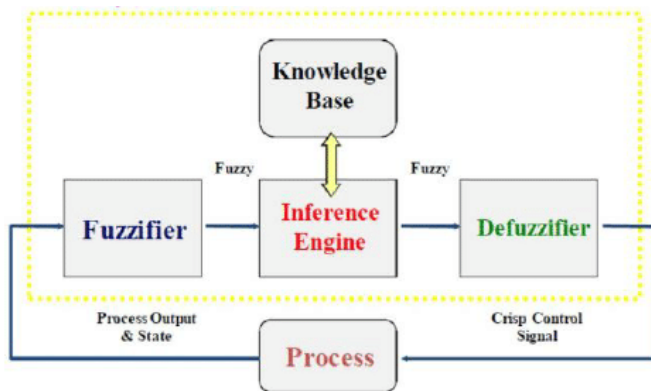 Knowledge
Base
Fuzzy
Fuzzy
Fuzzifier
Inference
Engine
Defuzzifier
Process Output
& State
Crisp Control
Signal
Process